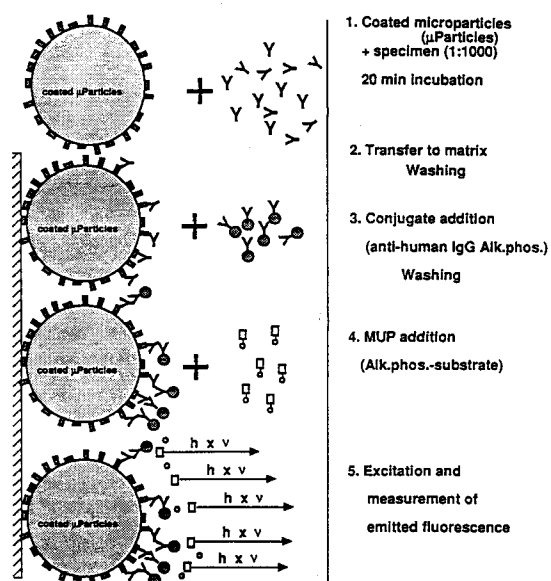 coated µParticles
coated µParticles
coated µParticles
coated µParticles
+
+
+
h x ν
h x ν
h x ν
h x ν
h x ν
1. Coated microparticles
(µParticles)
+ specimen (1:1000)
20 min incubation
2. Transfer to matrix
Washing
3. Conjugate addition
(anti-human IgG Alk.phos.)
Washing
4. MUP addition
(Alk.phos.-substrate)
5. Excitation and
measurement of
emitted fluorescence